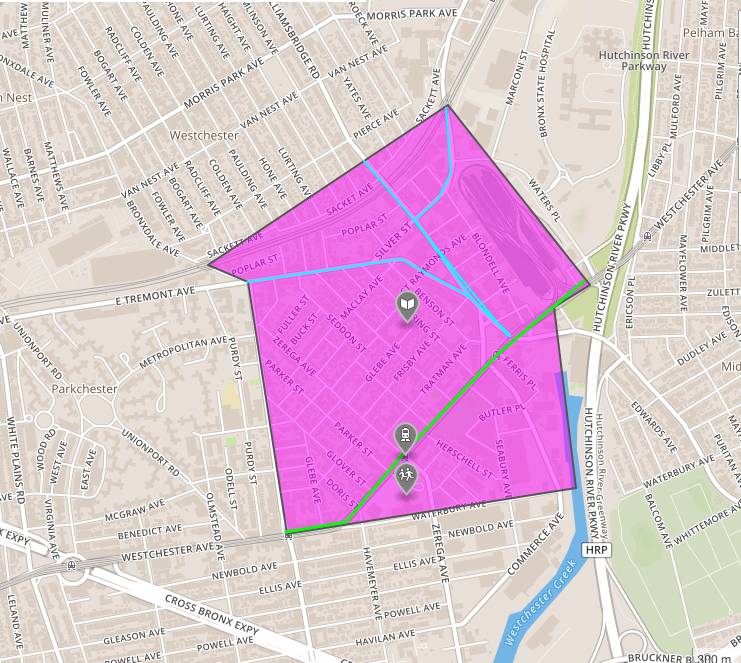 MORRIS PARK AVE
MATTHEWS
MULINER AVE
RADCLIFF AVE
COLDEN AVE
PAULDING AVE
LURTING AVE
HAIGHT AVE
WILLIAMSBRIDGE RD
HUTCHINSON
Pelham Ba
BRONXDALE AVE
BOGART AVE
FOWLER AVE
VAN NEST AVE
YATES AVE
SACKETT AVE
MARCONI ST
BRONX STATE HOSPITAL
Hutchinson River
Parkway
PILGRIM AVE
MULFORD AVE
n Nest
MORRIS PARK AVE
VAN NEST AVE
PIERCE AVE
Westchester
WALLACE AVE
BARNES AVE
MATTHEWS AVE
VAN NEST AVE
BOGART AVE
RADCLIFF AVE
COLDEN AVE
PAULDING AVE
HONE AVE
LURTING AVE
FOWLER AVE
BRONXDALE AVE
LIBBY PL
WATERS PL
WESTCHESTER AVE
PILGRIM AVE
SACKET AVE
SACKETT AVE
POPLAR ST
SILVER ST
POPLAR ST
ST RAYMONDS AVE
BLONDELL AVE
HUTCHINSON RIVER PKWY
MAYFLOWER AVE
MIDDLET
E TREMONT AVE
MACLAY AVE
BENSON ST
ERICSON PL
ZULETT
FULLER ST
BUCK ST
SEDDON ST
ZEREGA AVE
GLEBE AVE
FRISBY AVE
TRATMAN AVE
UNIONPORT RD
METROPOLITAN AVE
PURDY ST
PARKER ST
FERRIS PL
DUDLEY AVE
EDISON
Mid
Parkchester
BUTLER PL
EDWARDS AVE
WHITE PLAINS RD
WOOD RD
WEST AVE
EAST AVE
UNIONPORT RD
PURDY ST
PARKER ST
GLOVER ST
HERSCHELL ST
SEABURY AVE
HUTCHINSON RIVER PKWY
Hutchinson River Greenway
PURITAN AVE
WATERBURY AVE
GLEBE AVE
DORIS ST
ODELL ST
OLMSTEAD AVE
VIRGINIA AVE
MCGRAW AVE
BENEDICT AVE
WESTCHESTER AVE
WATERBURY AVE
NEWBOLD AVE
ZEREGA AVE
COMMERCE AVE
BALCOM AVE
WHITTEMORE AV
X EXPY
HRP
NEWBOLD AVE
ELLIS AVE
HAVEMEYER AVE
POWELL AVE
HAVILAN AVE
Westchester Creek
LELAND AVE
CROSS BRONX EXPY
GLEASON AVE
POWELL AVE
POWELL AVE
BRUCKNER B
300 m